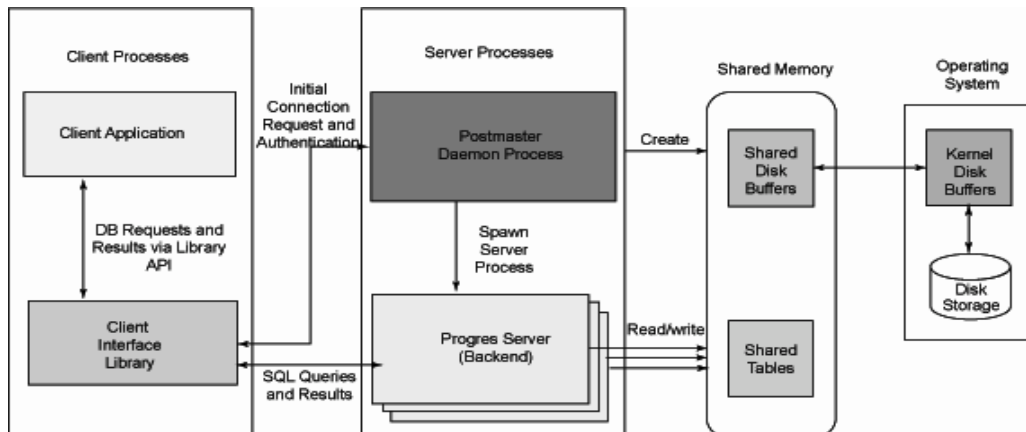 Client Processes
Client Application
DB Requests and
Results via Library
API
Client
Interface
Library
Initial
Connection
Request and
Authentication
SQL Queries
and Results
Server Processes
Postmaster
Daemon Process
Spawn
Server
Process
Progres Server
(Backend)
Create
Read/write
Shared Memory
Shared
Disk
Buffers
Shared
Tables
Operating
System
Kernel
Disk
Buffers
Disk
Storage